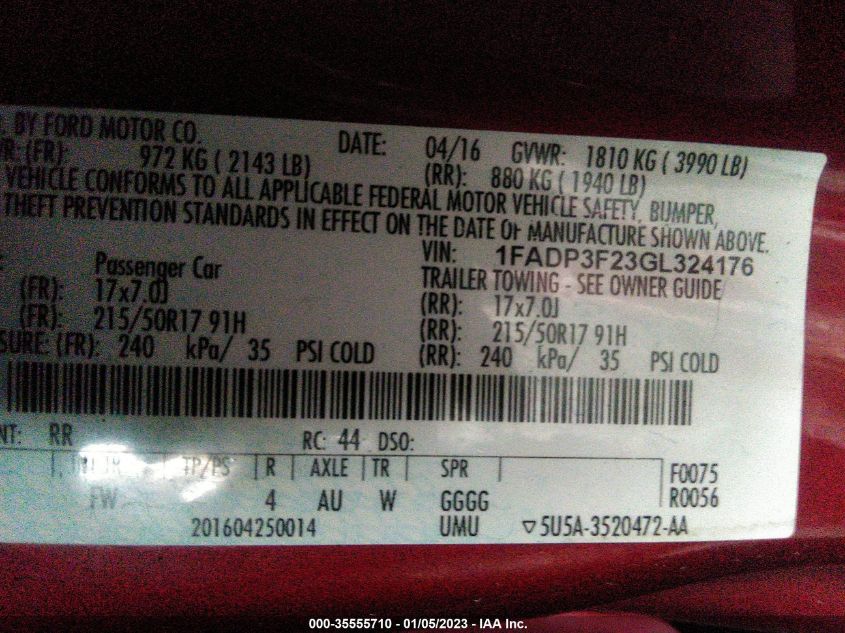 BY FORD MOTOR CO.
DATE: 04/16 GVWR: 1810 KG ( 3990 LB)
(FR): 972 KG ( 2143 LB) (RR): 880 KG ( 1940 LB)
VEHICLE CONFORMS TO ALL APPLICABLE FEDERAL MOTOR VEHICLE SAFETY, BUMPER,
THEFT PREVENTION STANDARDS IN EFFECT ON THE DATE OF MANUFACTURE SHOWN ABOVE.
VIN: 1FADP3F23GL324176
Passenger Car TRAILER TOWING - SEE OWNER GUIDE
(FR): 17x7.0J (RR): 17x7.0J
(FR): 215/50R17 91H (RR): 215/50R17 91H
SURE: (FR): 240 kPa/ 35 PSI COLD (RR): 240 kPa/ 35 PSI COLD
NT: RR RC: 44 DSO:
TR TP/PS R AXLE TR SPR F0075
FW 4 AU W GGGG R0056
201604250014 UMU ▽5U5A-3520472-AA
000-35555710 - 01/05/2023 - IAA Inc.